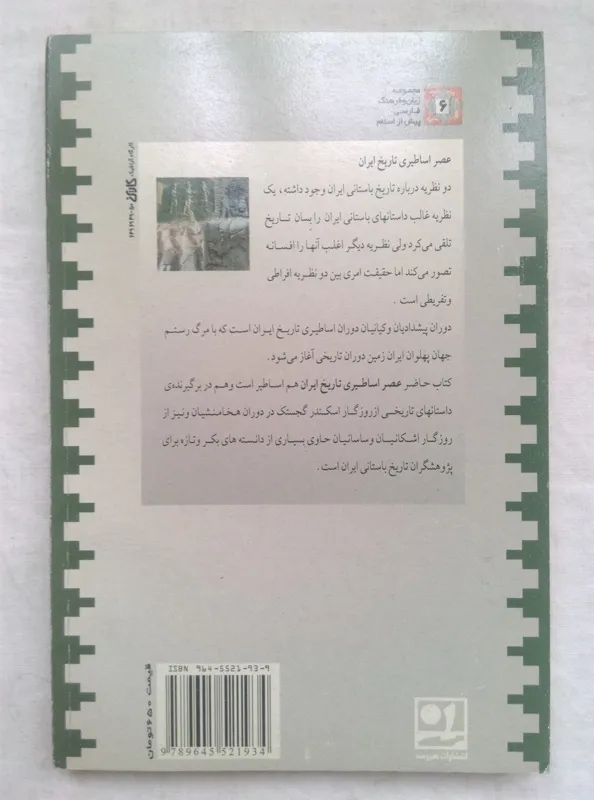 مجموعه
زبان و فرهنگ
فارسی
پیش از اسلام
۶
عصر اساطیری تاریخ ایران
دو نظریه درباره تاریخ باستانی ایران وجود داشته، یک
نظریه غالب داستانهای باستانی ایران را بسان تاریخ
تلقی می‌کرد ولی نظریه دیگر اغلب آنها را افسانه
تصور می‌کند اما حقیقت امری بین دو نظریه افراطی
و تفریطی است.
دوران پیشدادیان و کیانیان دوران اساطیری تاریخ ایران است که با مرگ رستم
جهان پهلوان ایران زمین دوران تاریخی آغاز می‌شود.
کتاب حاضر عصر اساطیری تاریخ ایران هم اساطیر است و هم در برگیرنده‌ی
داستانهای تاریخی از روزگار اسکندر گجستک در دوران هخامنشیان و نیز از
روزگار اشکانیان و ساسانیان حاوی بسیاری از دانسته های بکر و تازه برای
پژوهشگران تاریخ باستانی ایران است.
ISBN 964-5521-93-9
9 789645 521934
قیمت ۶۵۰ تومان
انتشارات هیرمند